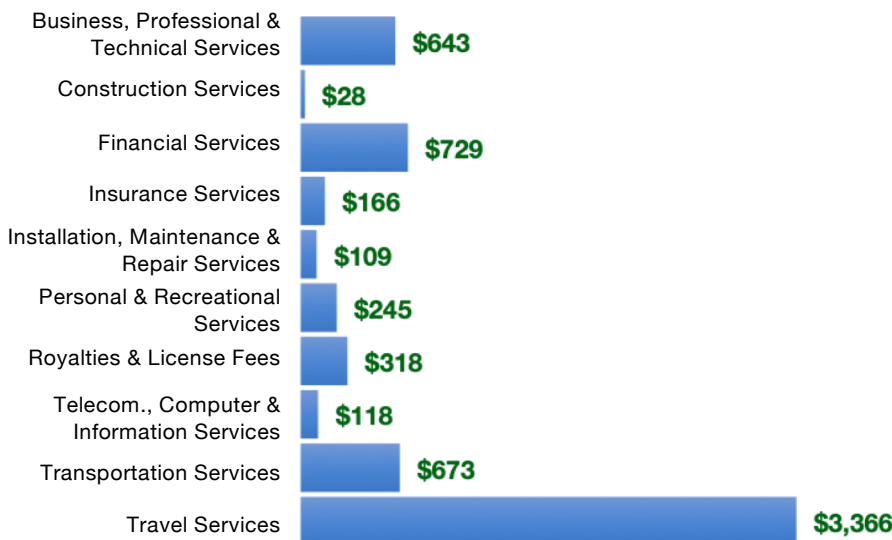 Business, Professional &
Technical Services
$643
Construction Services
$28
Financial Services
$729
Insurance Services
$166
Installation, Maintenance &
Repair Services
$109
Personal & Recreational
Services
$245
Royalties & License Fees
$318
Telecom., Computer &
Information Services
$118
Transportation Services
$673
Travel Services
$3,366